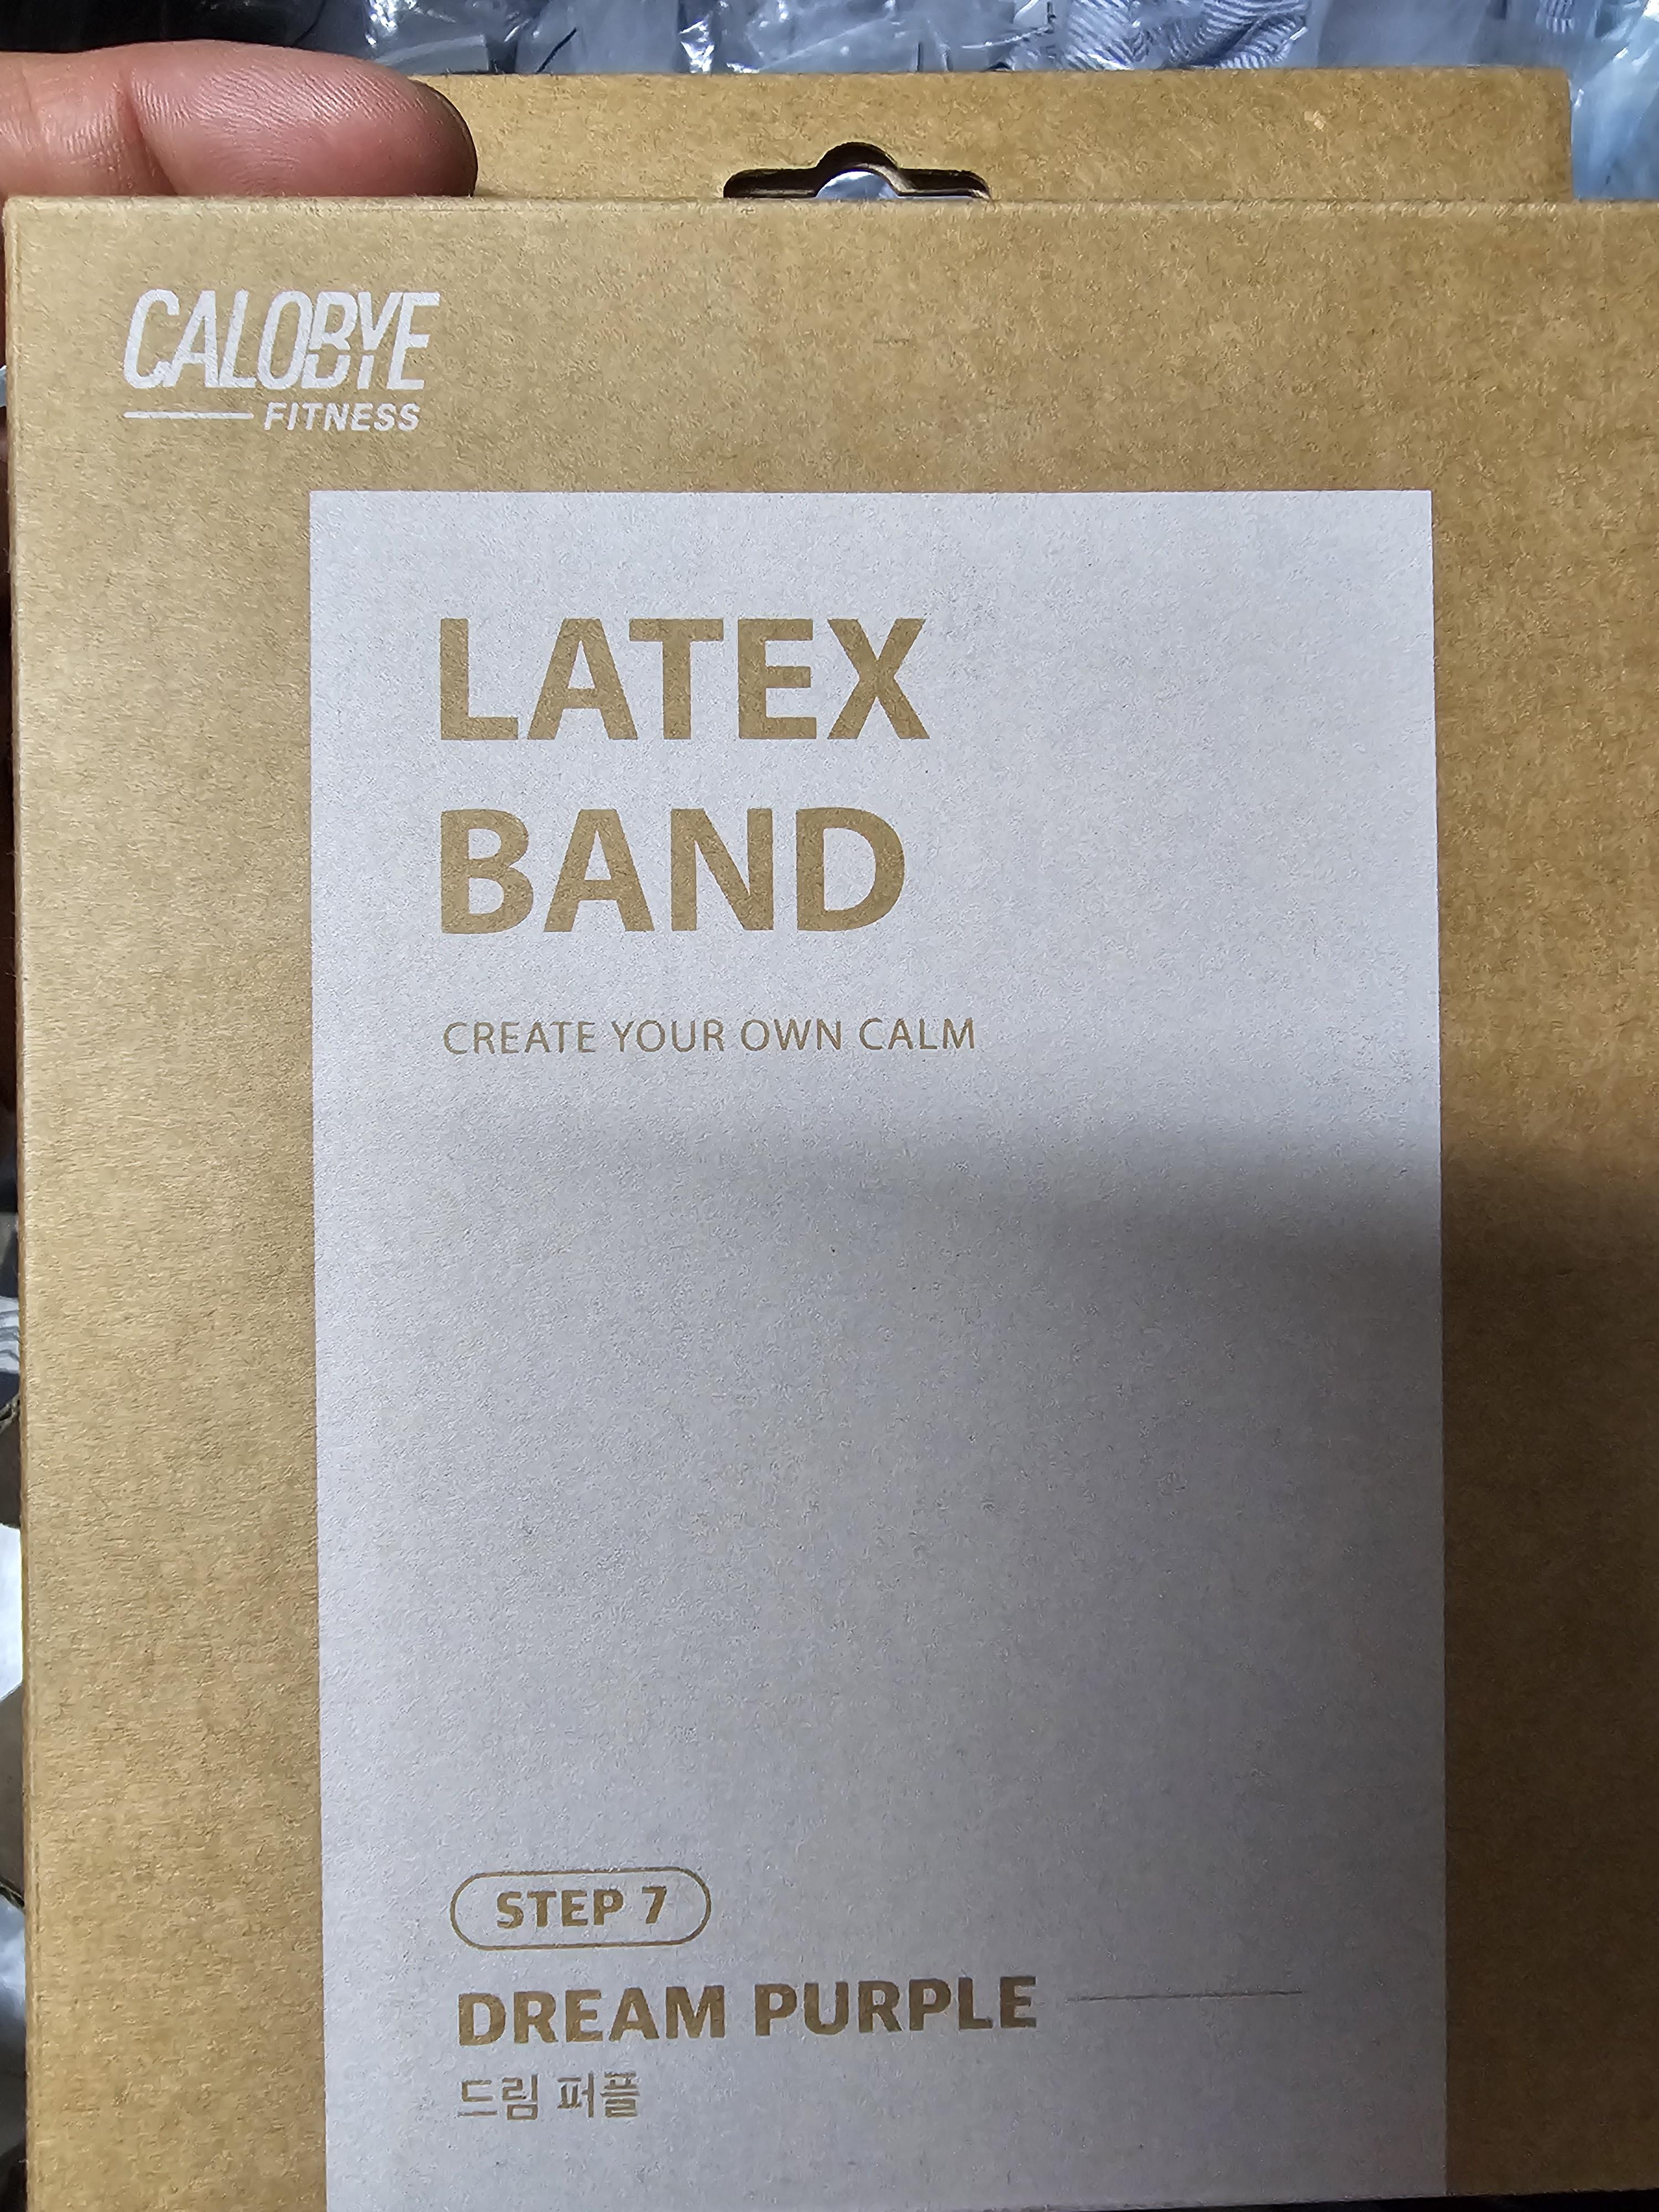 CALOBYE
FITNESS
LATEX
BAND
CREATE YOUR OWN CALM
STEP 7
DREAM PURPLE
드림 퍼플